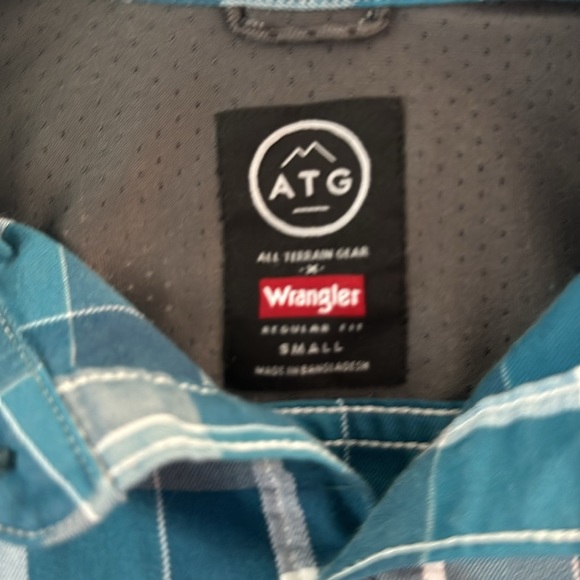 ATG
ALL TERRAIN GEAR
-X-
Wrangler
REGULAR FIT
SMALL
MADE IN BANGLADESH